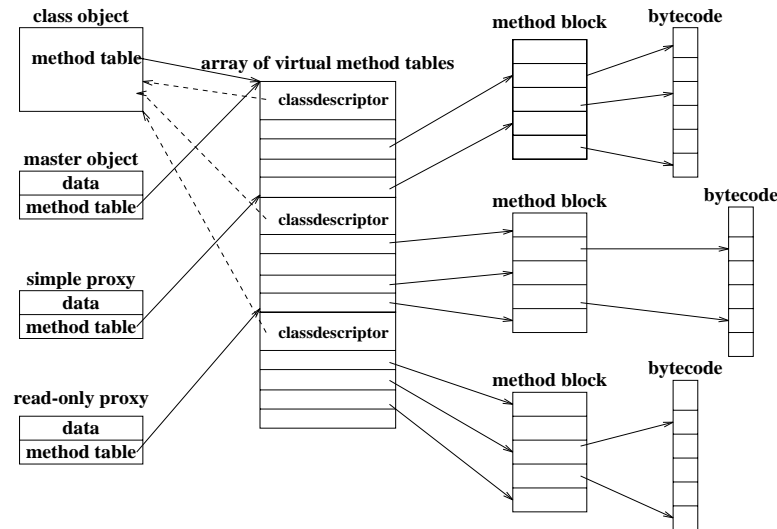 class object
method table
array of virtual method tables
classdescriptor
classdescriptor
classdescriptor
master object
data
method table
simple proxy
data
method table
read-only proxy
data
method table
method block
bytecode
method block
bytecode
method block
bytecode